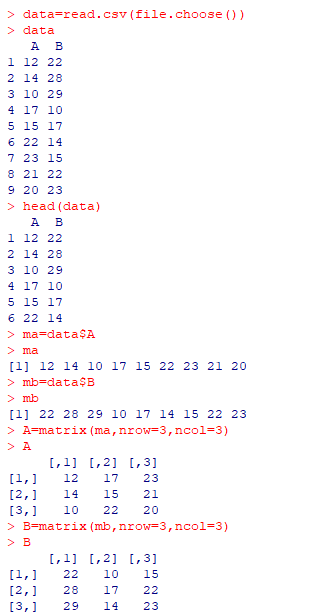 > data=read.csv(file.choose())
> data
   A  B
1 12 22
2 14 28
3 10 29
4 17 10
5 15 17
6 22 14
7 23 15
8 21 22
9 20 23
> head(data)
   A  B
1 12 22
2 14 28
3 10 29
4 17 10
5 15 17
6 22 14
> ma=data$A
> ma
[1] 12 14 10 17 15 22 23 21 20
> mb=data$B
> mb
[1] 22 28 29 10 17 14 15 22 23
> A=matrix(ma,nrow=3,ncol=3)
> A
     [,1] [,2] [,3]
[1,]   12   17   23
[2,]   14   15   21
[3,]   10   22   20
> B=matrix(mb,nrow=3,ncol=3)
> B
     [,1] [,2] [,3]
[1,]   22   10   15
[2,]   28   17   22
[3,]   29   14   23